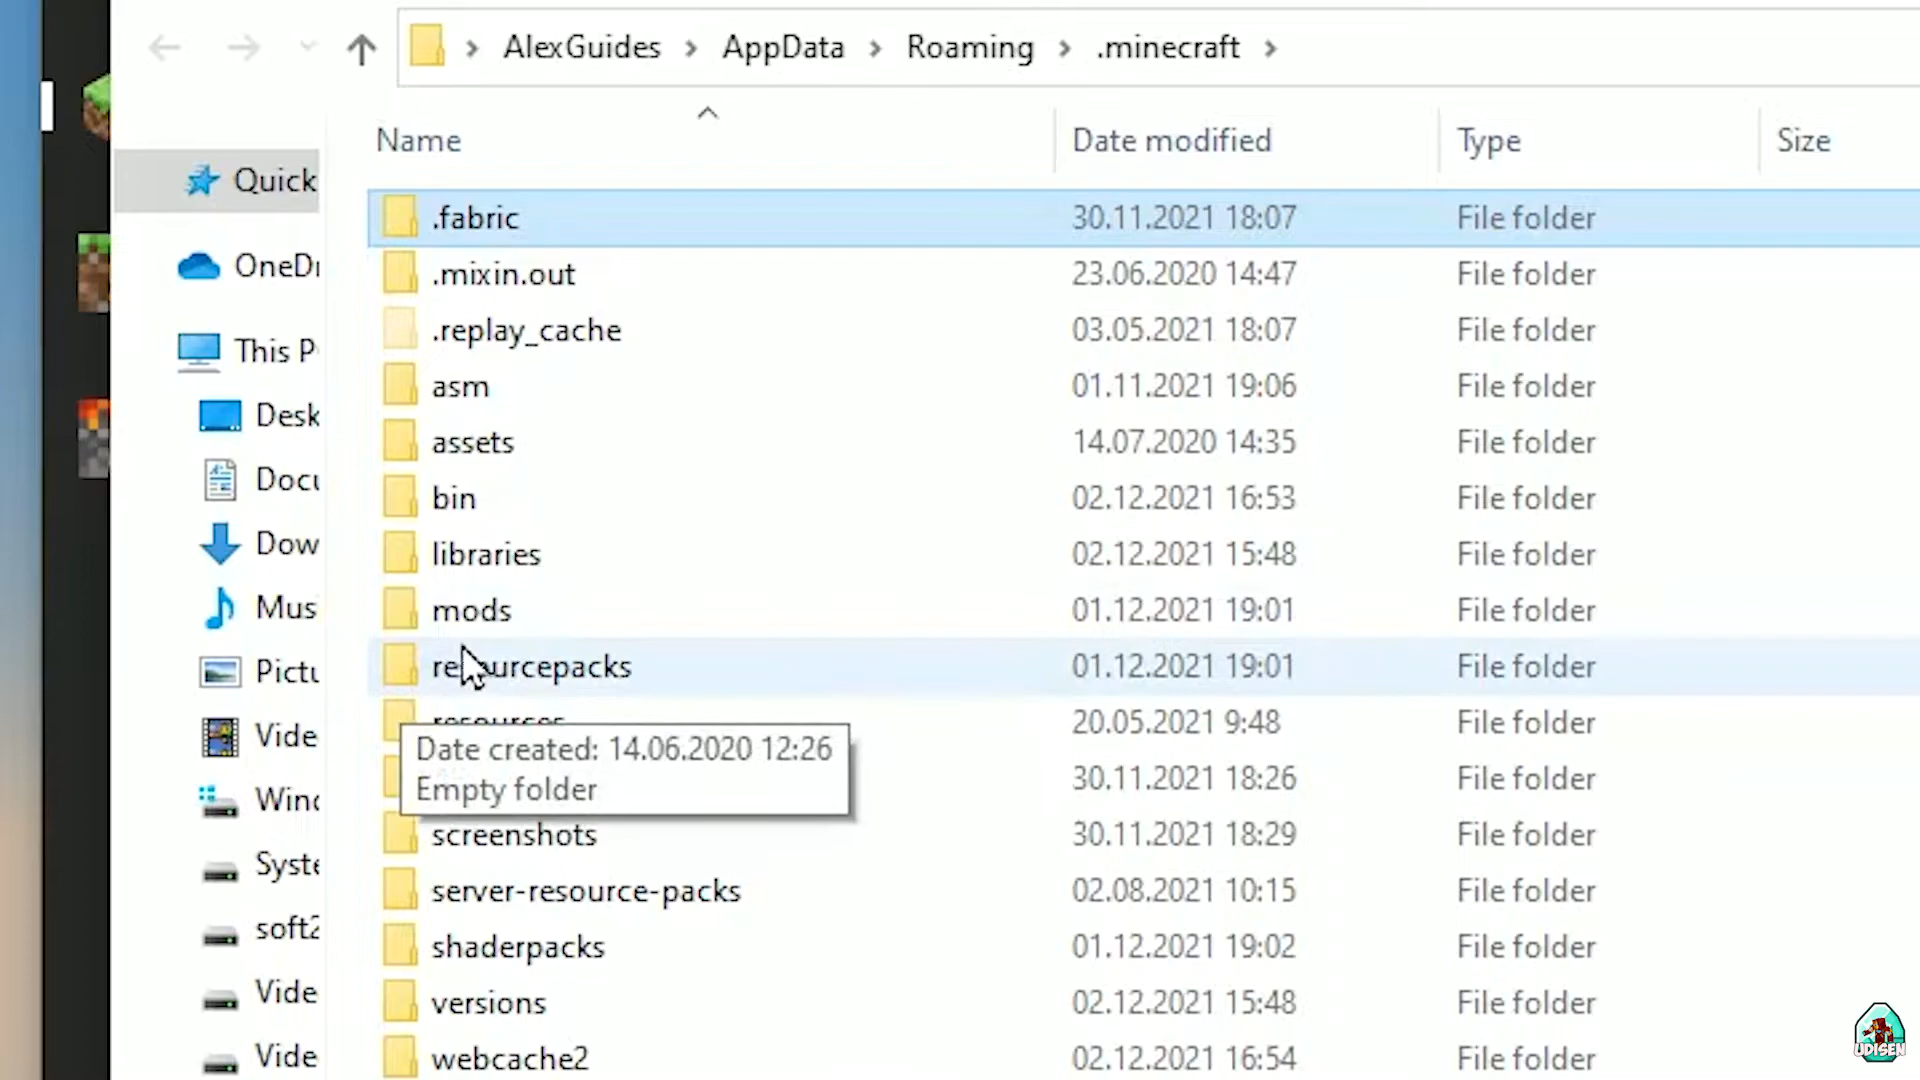 AlexGuides > AppData > Roaming > .minecraft >
Name Date modified Type Size
Quick
OneDr
This P
Desk
Docu
Dow
Musi
Pictu
Vide
Wind
Syste
soft2
Vide
Vide
.fabric 30.11.2021 18:07 File folder
.mixin.out 23.06.2020 14:47 File folder
.replay_cache 03.05.2021 18:07 File folder
asm 01.11.2021 19:06 File folder
assets 14.07.2020 14:35 File folder
bin 02.12.2021 16:53 File folder
libraries 02.12.2021 15:48 File folder
mods 01.12.2021 19:01 File folder
resourcepacks 01.12.2021 19:01 File folder
resources 20.05.2021 9:48 File folder
Date created: 14.06.2020 12:26
Empty folder
30.11.2021 18:26 File folder
screenshots 30.11.2021 18:29 File folder
server-resource-packs 02.08.2021 10:15 File folder
shaderpacks 01.12.2021 19:02 File folder
versions 02.12.2021 15:48 File folder
webcache2 02.12.2021 16:54 File folder
UDISEN